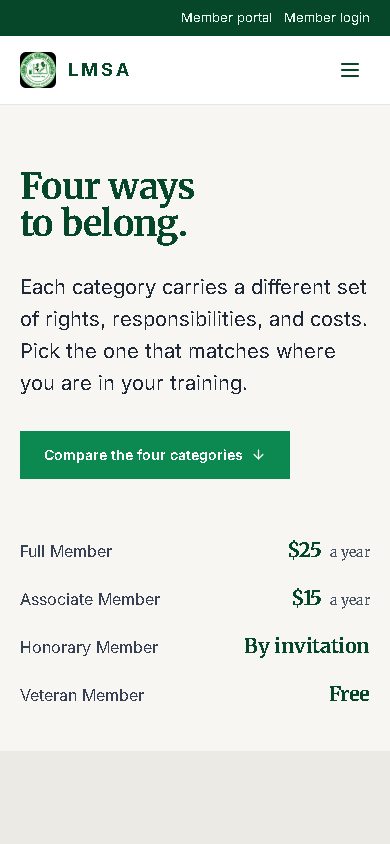 Member portal Member login
LMSA
Four ways
to belong.
Each category carries a different set
of rights, responsibilities, and costs.
Pick the one that matches where
you are in your training.
Compare the four categories ↓
Full Member $25 a year
Associate Member $15 a year
Honorary Member By invitation
Veteran Member Free